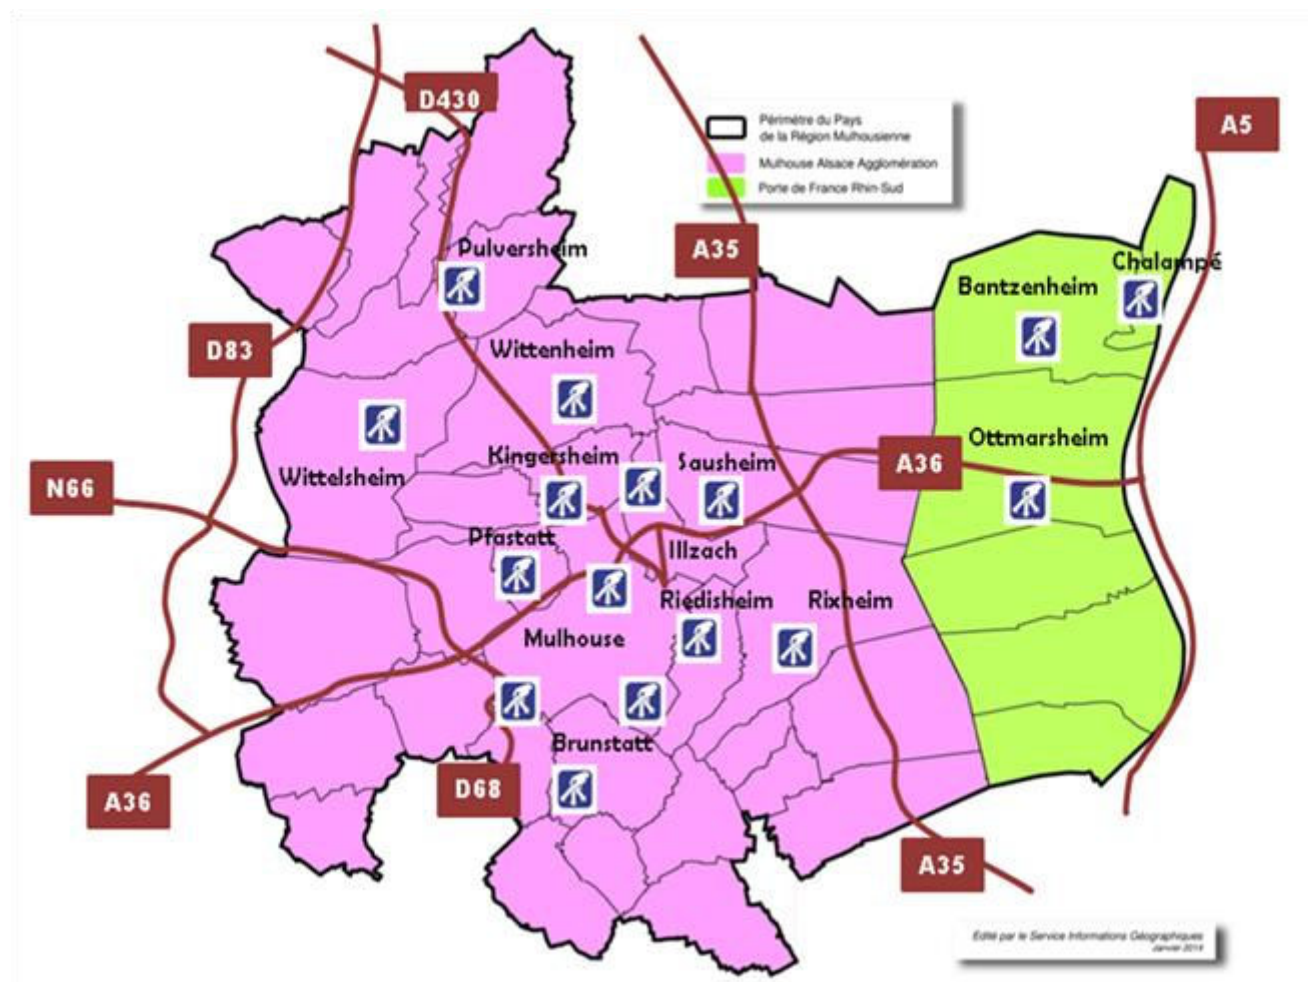 D430
Périmètre du Pays
de la Région Mulhousienne
Mulhouse Alsace Agglomération
Porte de France Rhin-Sud
A5
A35
Pulversheim
Chalampé
Bantzenheim
D83
Wittenheim
Ottmarsheim
Kingersheim
Sausheim
A36
Wittelsheim
N66
Pfastatt
Illzach
Riedisheim
Rixheim
Mulhouse
Brunstatt
D68
A36
A35
Edité par le Service Informations Géographiques
Janvier 2014